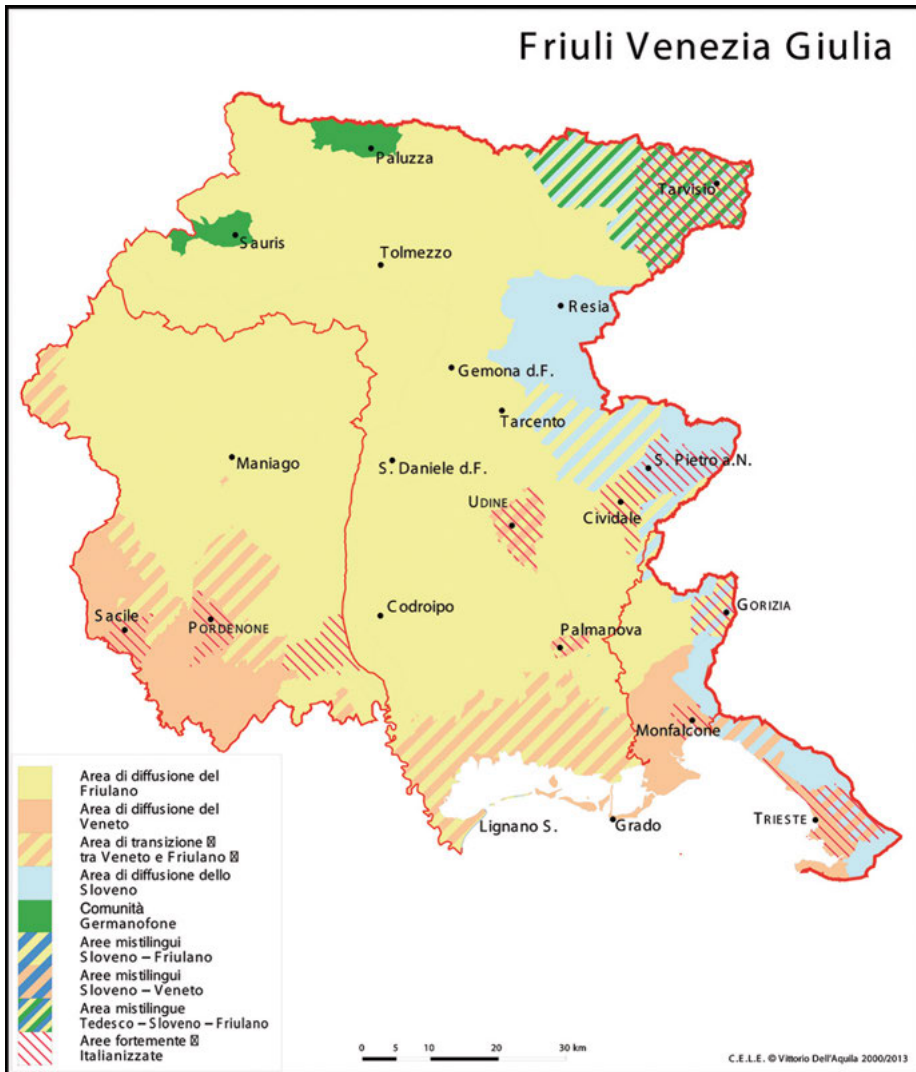 Friuli Venezia Giulia
Paluzza
Tarvisio
Sauris
Tolmezzo
Resia
Gemona d.F.
Tarcento
Maniago
S. Daniele d.F.
S. Pietro a.N.
UDINE
Cividale
Sacile
PORDENONE
Codroipo
GORIZIA
Palmanova
Monfalcone
Lignano S.
Grado
TRIESTE
Area di diffusione del
Friulano
Area di diffusione del
Veneto
Area di transizione
tra Veneto e Friulano
Area di diffusione dello
Sloveno
Comunità
Germanofone
Aree mistilingui
Sloveno – Friulano
Aree mistilingui
Sloveno – Veneto
Area mistilingue
Tedesco – Sloveno – Friulano
Aree fortemente
Italianizzate
0 5 10 20 30 km
C.E.L.E. © Vittorio Dell'Aquila 2000/2013